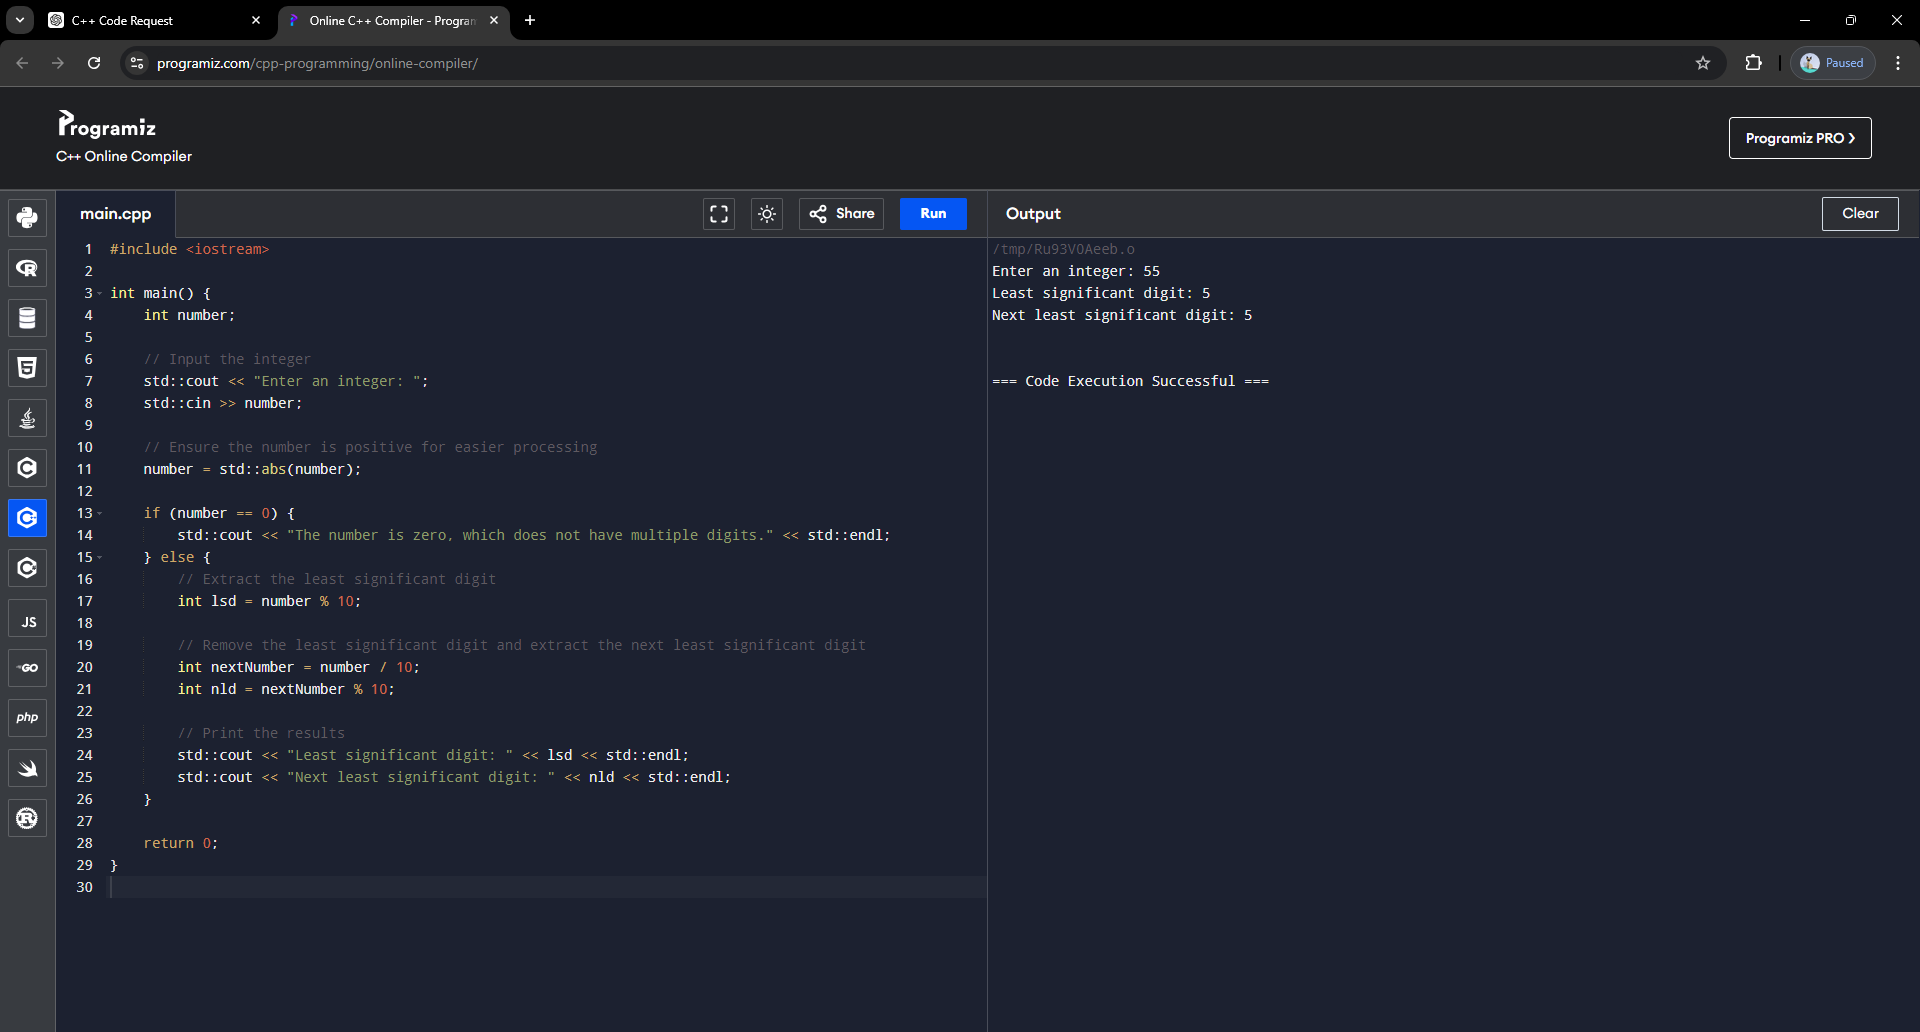 C++ Code Request
Online C++ Compiler - Program
programiz.com/cpp-programming/online-compiler/
Paused
Programiz
C++ Online Compiler
Programiz PRO
main.cpp
Share
Run
Output
Clear
1 #include <iostream>
2
3 int main() {
4     int number;
5
6     // Input the integer
7     std::cout << "Enter an integer: ";
8     std::cin >> number;
9
10     // Ensure the number is positive for easier processing
11     number = std::abs(number);
12
13     if (number == 0) {
14         std::cout << "The number is zero, which does not have multiple digits." << std::endl;
15     } else {
16         // Extract the least significant digit
17         int lsd = number % 10;
18
19         // Remove the least significant digit and extract the next least significant digit
20         int nextNumber = number / 10;
21         int nld = nextNumber % 10;
22
23         // Print the results
24         std::cout << "Least significant digit: " << lsd << std::endl;
25         std::cout << "Next least significant digit: " << nld << std::endl;
26     }
27
28     return 0;
29 }
30
/tmp/Ru93V0Aeeb.o
Enter an integer: 55
Least significant digit: 5
Next least significant digit: 5
=== Code Execution Successful ===
JS
GO
php